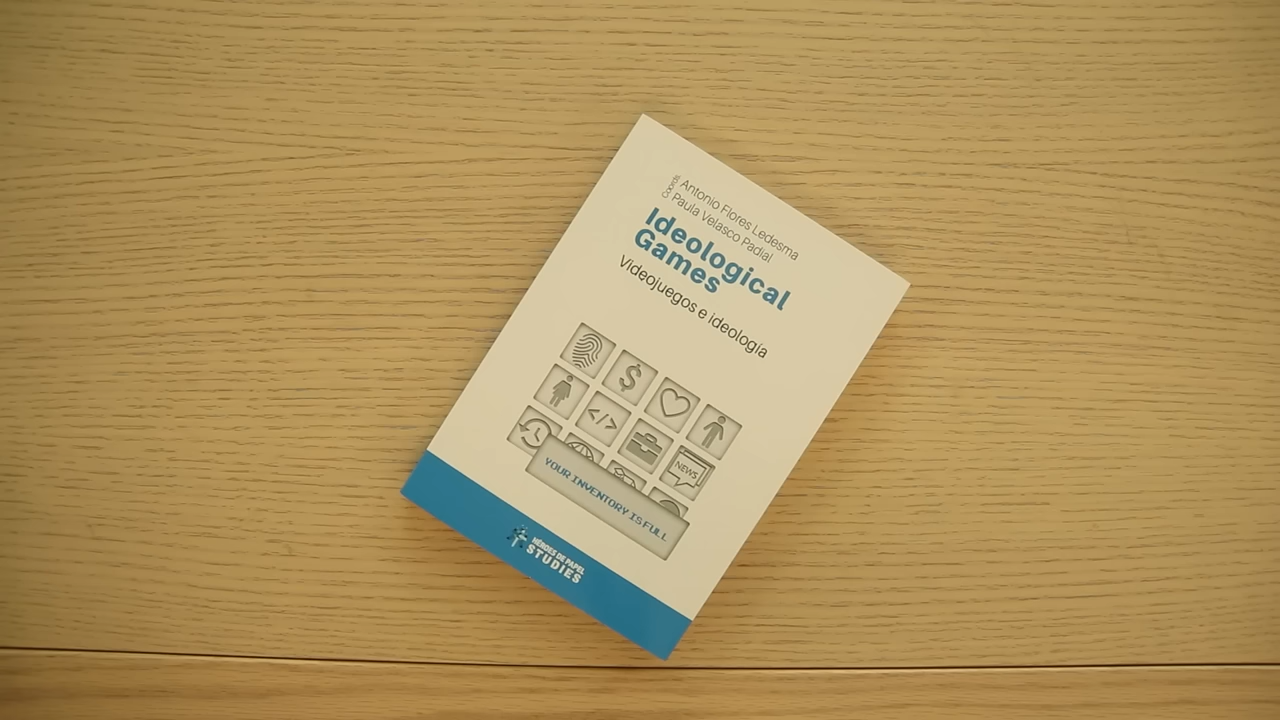 Coords.
Antonio Flores Ledesma
Paula Velasco Padial
Ideological
Games
Videojuegos e ideología
$
</>
NEWS
YOUR INVENTORY IS FULL
HÉROES DE PAPEL
STUDIES